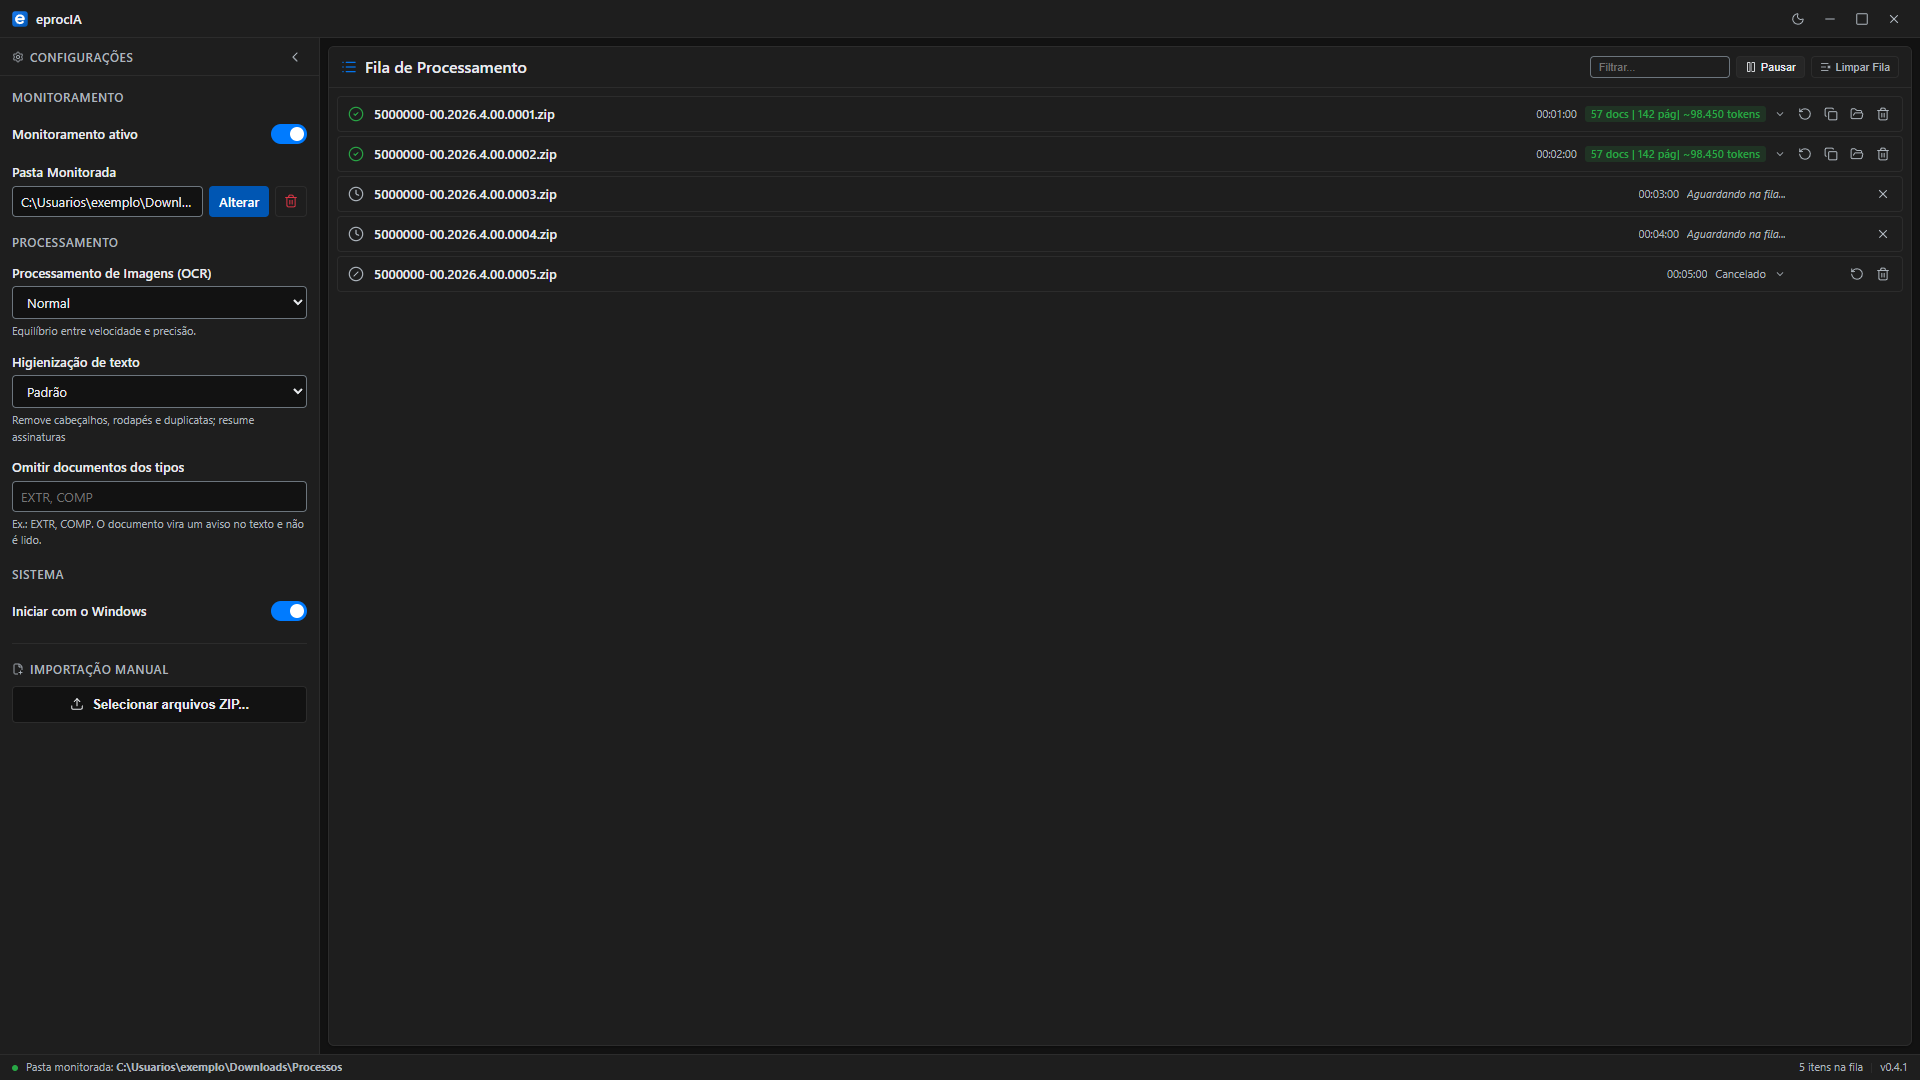 eprocIA
CONFIGURAÇÕES
MONITORAMENTO
Monitoramento ativo
Pasta Monitorada
C:\Usuarios\exemplo\Downl...
Alterar
PROCESSAMENTO
Processamento de Imagens (OCR)
Normal
Equilíbrio entre velocidade e precisão.
Higienização de texto
Padrão
Remove cabeçalhos, rodapés e duplicatas; resume
assinaturas
Omitir documentos dos tipos
EXTR, COMP
Ex.: EXTR, COMP. O documento vira um aviso no texto e não
é lido.
SISTEMA
Iniciar com o Windows
IMPORTAÇÃO MANUAL
Selecionar arquivos ZIP...
Fila de Processamento
Filtrar...
Pausar
Limpar Fila
5000000-00.2026.4.00.0001.zip 00:01:00 57 docs | 142 pág| ~98.450 tokens
5000000-00.2026.4.00.0002.zip 00:02:00 57 docs | 142 pág| ~98.450 tokens
5000000-00.2026.4.00.0003.zip 00:03:00 Aguardando na fila...
5000000-00.2026.4.00.0004.zip 00:04:00 Aguardando na fila...
5000000-00.2026.4.00.0005.zip 00:05:00 Cancelado
Pasta monitorada: C:\Usuarios\exemplo\Downloads\Processos
5 itens na fila
v0.4.1